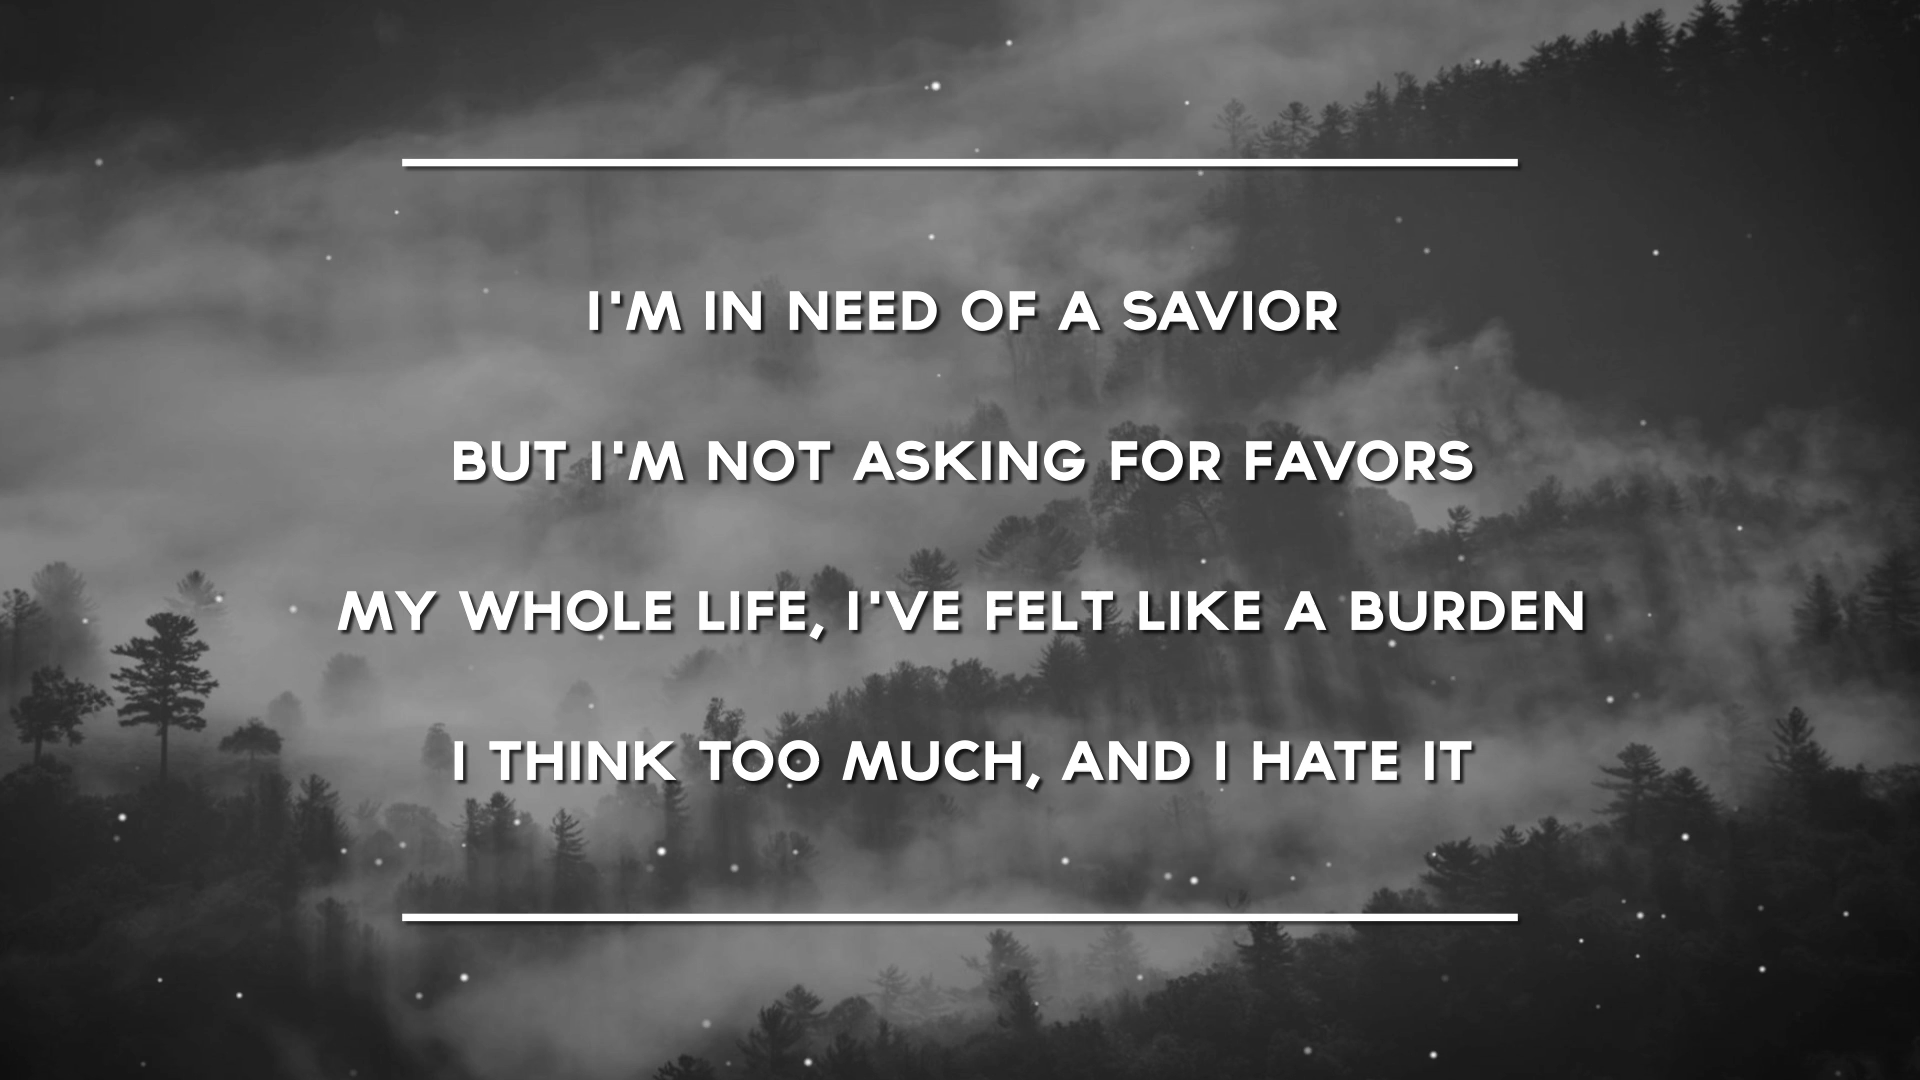 I'M IN NEED OF A SAVIOR
BUT I'M NOT ASKING FOR FAVORS
MY WHOLE LIFE, I'VE FELT LIKE A BURDEN
I THINK TOO MUCH, AND I HATE IT